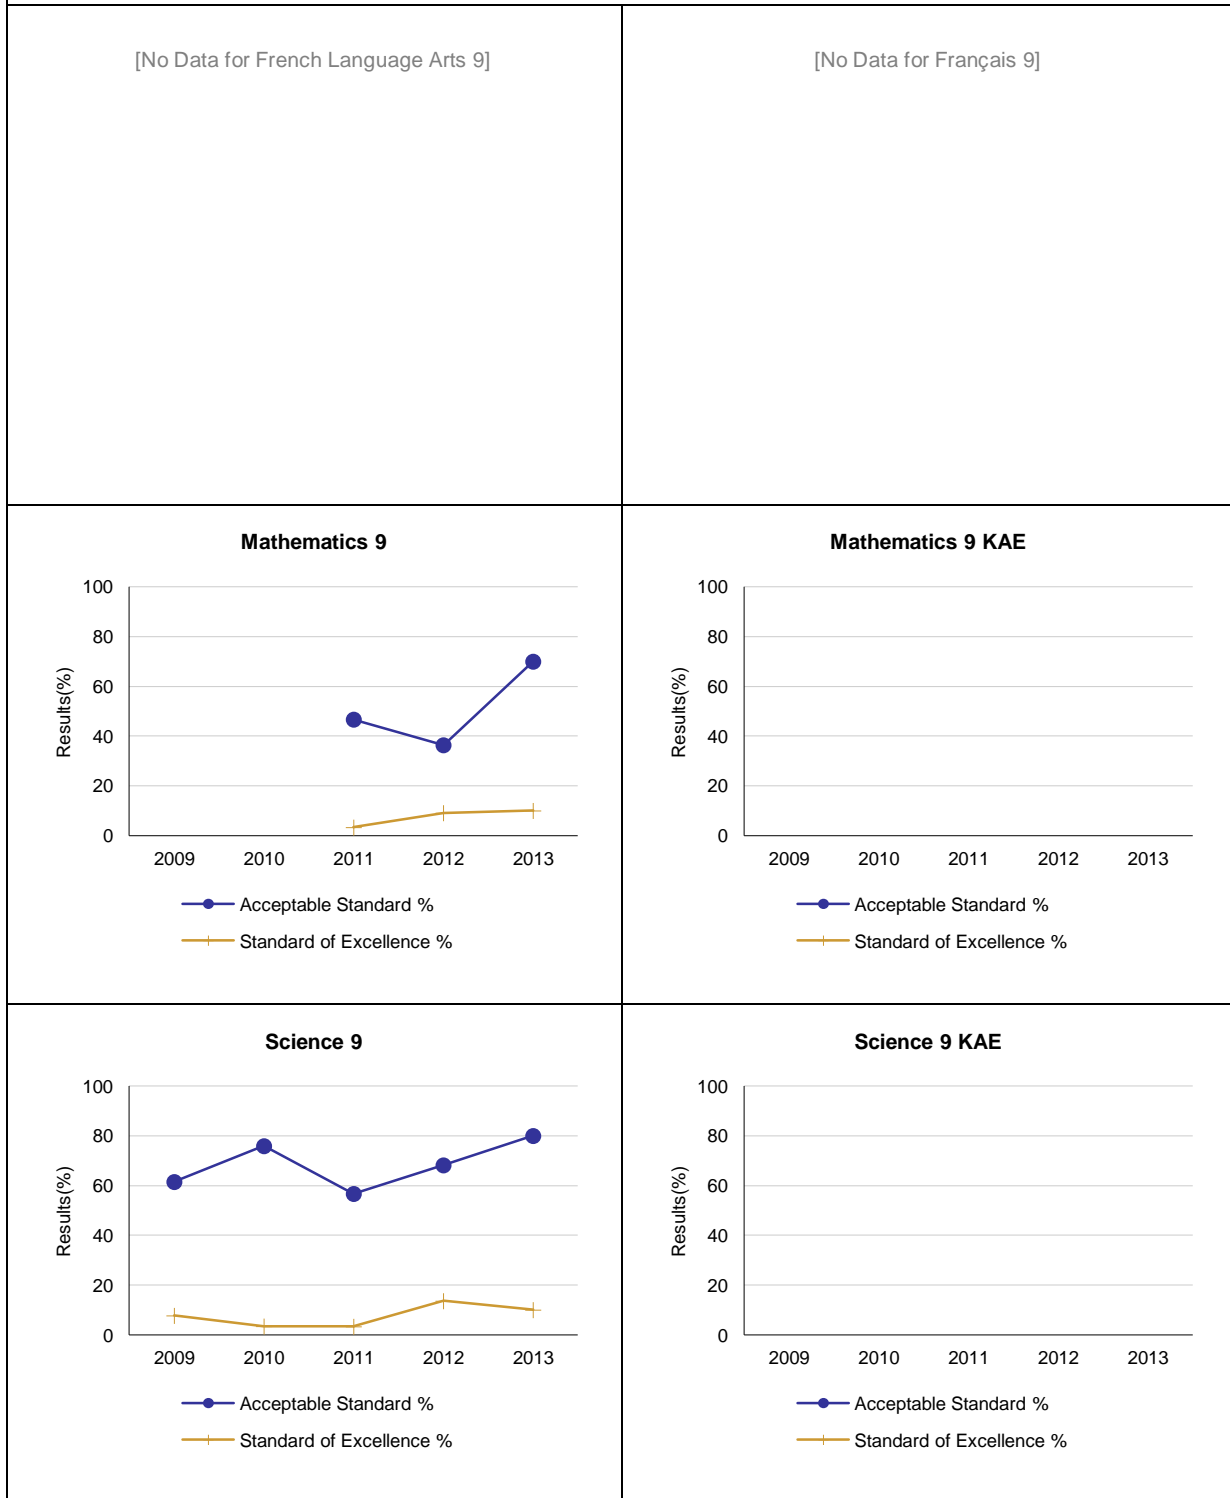 [No Data for French Language Arts 9]
[No Data for Français 9]
Mathematics 9
100
80
60
40
20
0
Results(%)
2009 2010 2011 2012 2013
Acceptable Standard %
Standard of Excellence %
Mathematics 9 KAE
100
80
60
40
20
0
Results(%)
2009 2010 2011 2012 2013
Acceptable Standard %
Standard of Excellence %
Science 9
100
80
60
40
20
0
Results(%)
2009 2010 2011 2012 2013
Acceptable Standard %
Standard of Excellence %
Science 9 KAE
100
80
60
40
20
0
Results(%)
2009 2010 2011 2012 2013
Acceptable Standard %
Standard of Excellence %